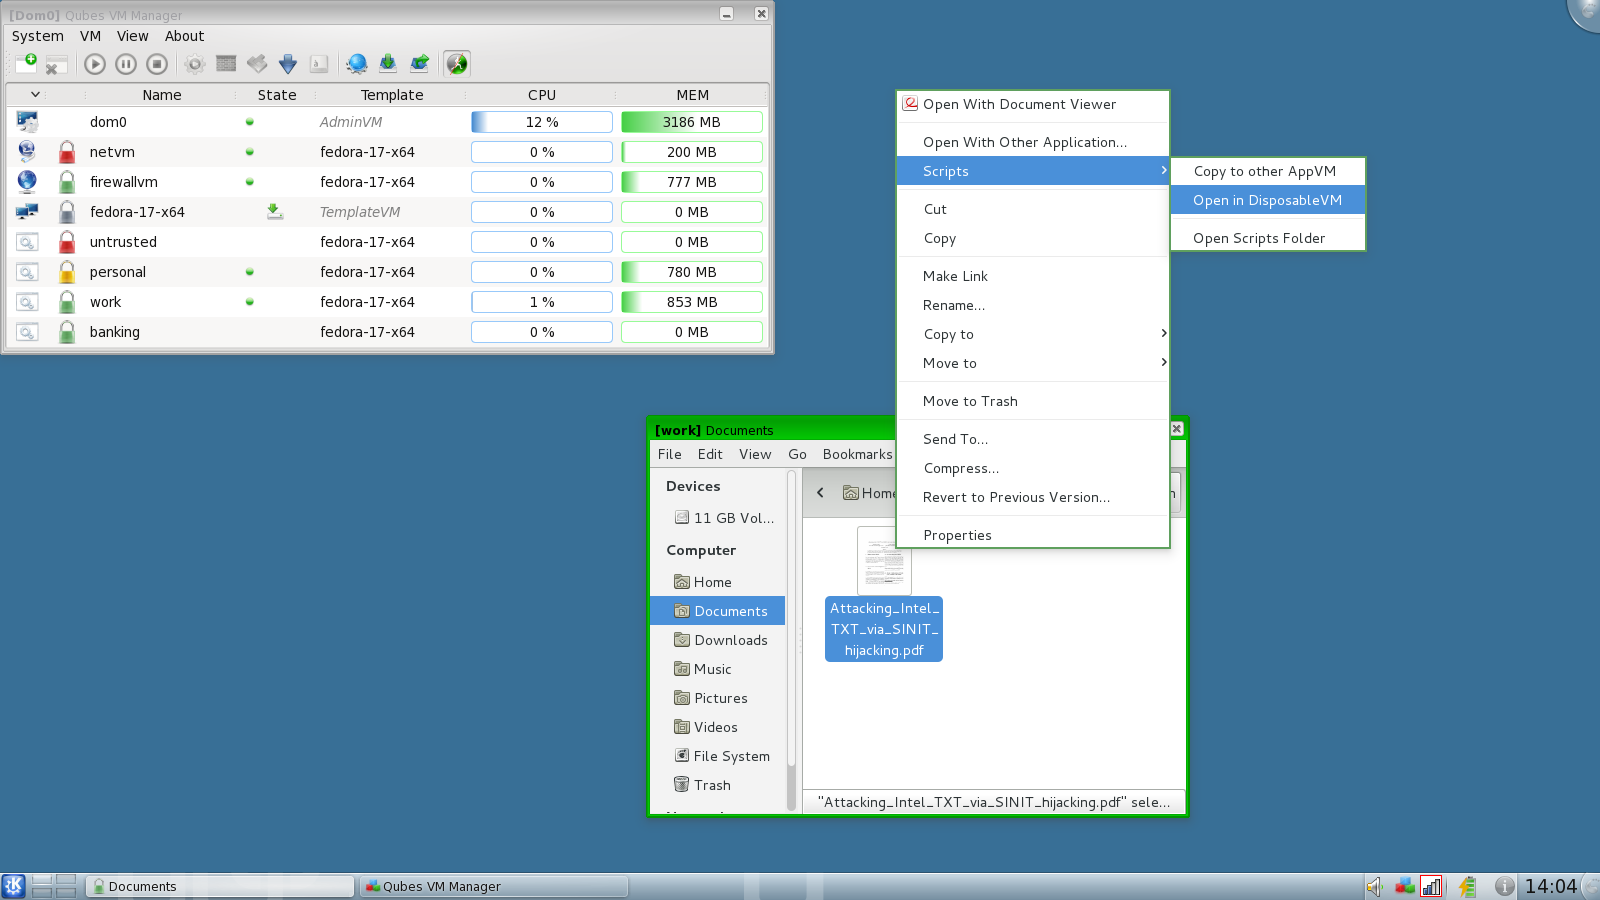 [Dom0] Qubes VM Manager
System VM View About
Name State Template CPU MEM
dom0 AdminVM 12 % 3186 MB
netvm fedora-17-x64 0 % 200 MB
firewallvm fedora-17-x64 0 % 777 MB
fedora-17-x64 TemplateVM 0 % 0 MB
untrusted fedora-17-x64 0 % 0 MB
personal fedora-17-x64 0 % 780 MB
work fedora-17-x64 1 % 853 MB
banking fedora-17-x64 0 % 0 MB
Open With Document Viewer
Open With Other Application...
Scripts
Cut
Copy
Make Link
Rename...
Copy to
Move to
Move to Trash
Send To...
Compress...
Revert to Previous Version...
Properties
Copy to other AppVM
Open in DisposableVM
Open Scripts Folder
[work] Documents
File Edit View Go Bookmarks
Devices
11 GB Vol...
Computer
Home
Documents
Downloads
Music
Pictures
Videos
File System
Trash
Home
Attacking_Intel_
TXT_via_SINIT_
hijacking.pdf
"Attacking_Intel_TXT_via_SINIT_hijacking.pdf" sele...
Documents
Qubes VM Manager
14:04